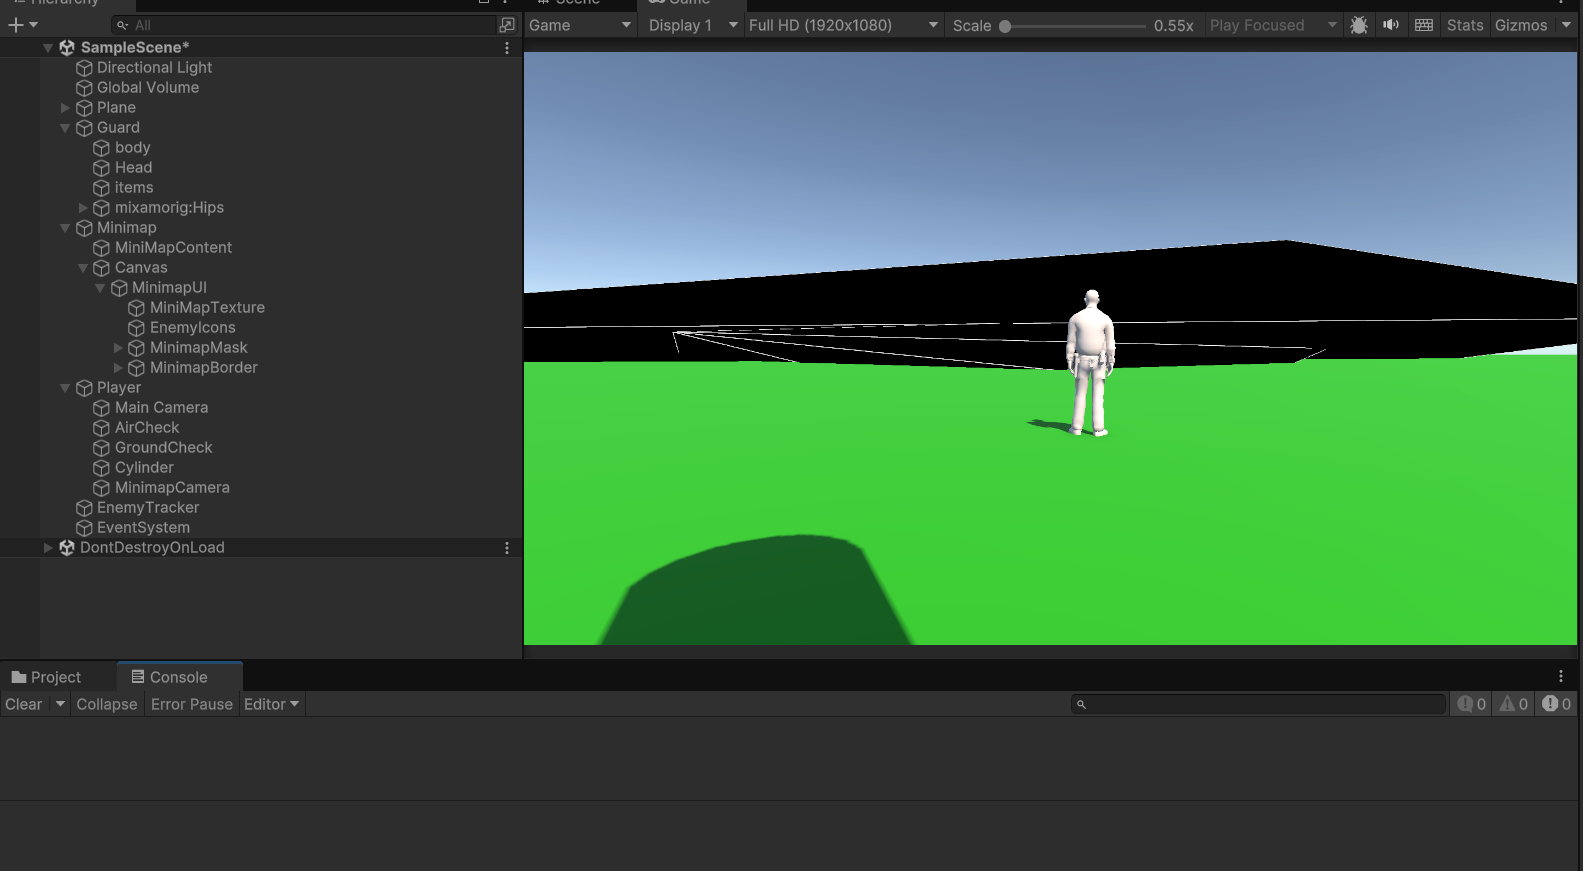 Hierarchy
All
SampleScene*
Directional Light
Global Volume
Plane
Guard
body
Head
items
mixamorig:Hips
Minimap
MiniMapContent
Canvas
MinimapUI
MiniMapTexture
EnemyIcons
MinimapMask
MinimapBorder
Player
Main Camera
AirCheck
GroundCheck
Cylinder
MinimapCamera
EnemyTracker
EventSystem
DontDestroyOnLoad
Scene Game
Game Display 1 Full HD (1920x1080) Scale 0.55x Play Focused Stats Gizmos
Project Console
Clear Collapse Error Pause Editor 0 0 0